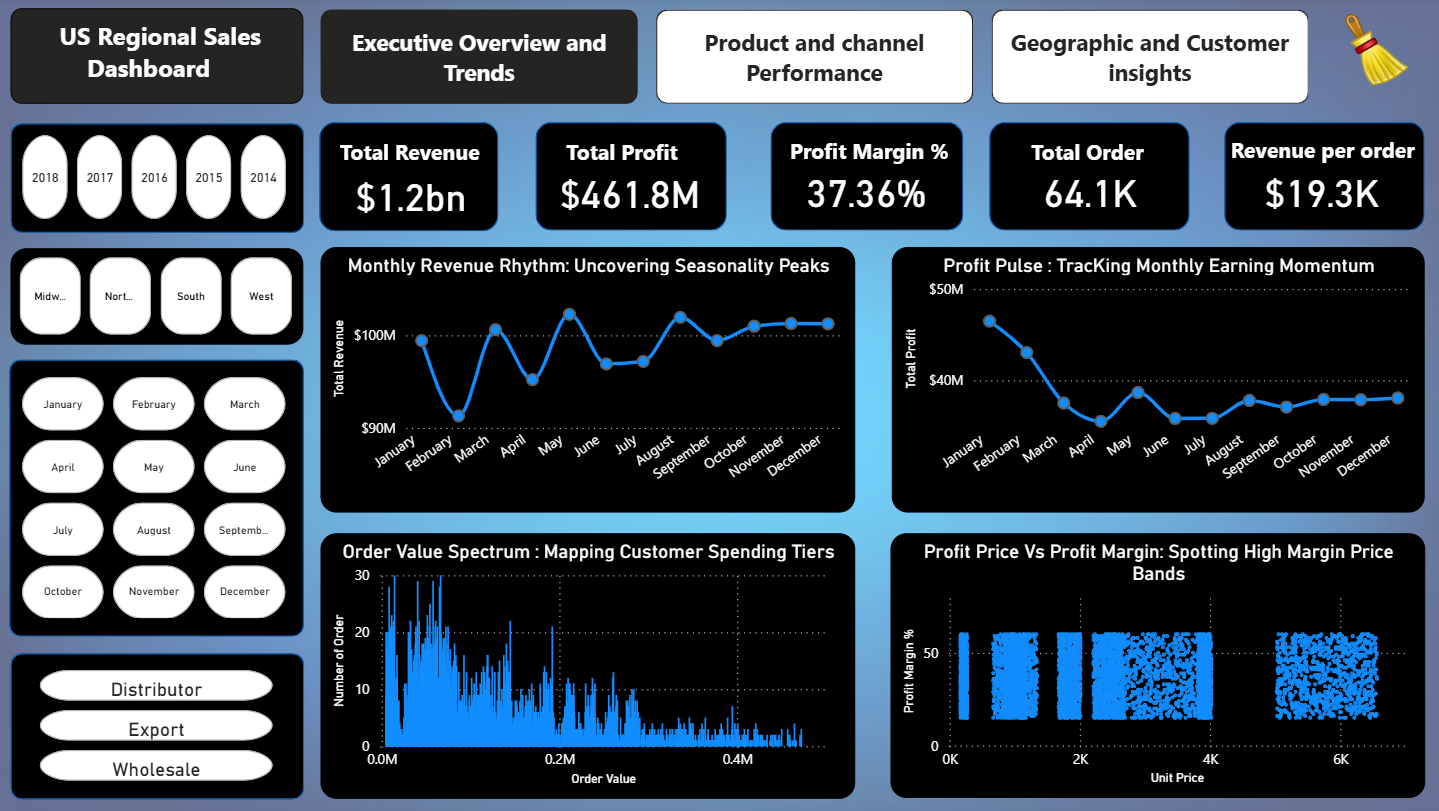 US Regional Sales
Dashboard
Executive Overview and
Trends
Product and channel
Performance
Geographic and Customer
insights
2018
2017
2016
2015
2014
Total Revenue
$1.2bn
Total Profit
$461.8M
Profit Margin %
37.36%
Total Order
64.1K
Revenue per order
$19.3K
Midw...
Nort...
South
West
January
February
March
April
May
June
July
August
Septemb...
October
November
December
Distributor
Export
Wholesale
Monthly Revenue Rhythm: Uncovering Seasonality Peaks
Total Revenue
$100M
$90M
January
February
March
April
May
June
July
August
September
October
November
December
Profit Pulse : TracKing Monthly Earning Momentum
Total Profit
$50M
$40M
January
February
March
April
May
June
July
August
September
October
November
December
Order Value Spectrum : Mapping Customer Spending Tiers
Number of Order
30
20
10
0
0.0M
0.2M
0.4M
Order Value
Profit Price Vs Profit Margin: Spotting High Margin Price
Bands
Profit Margin %
50
0
0K
2K
4K
6K
Unit Price